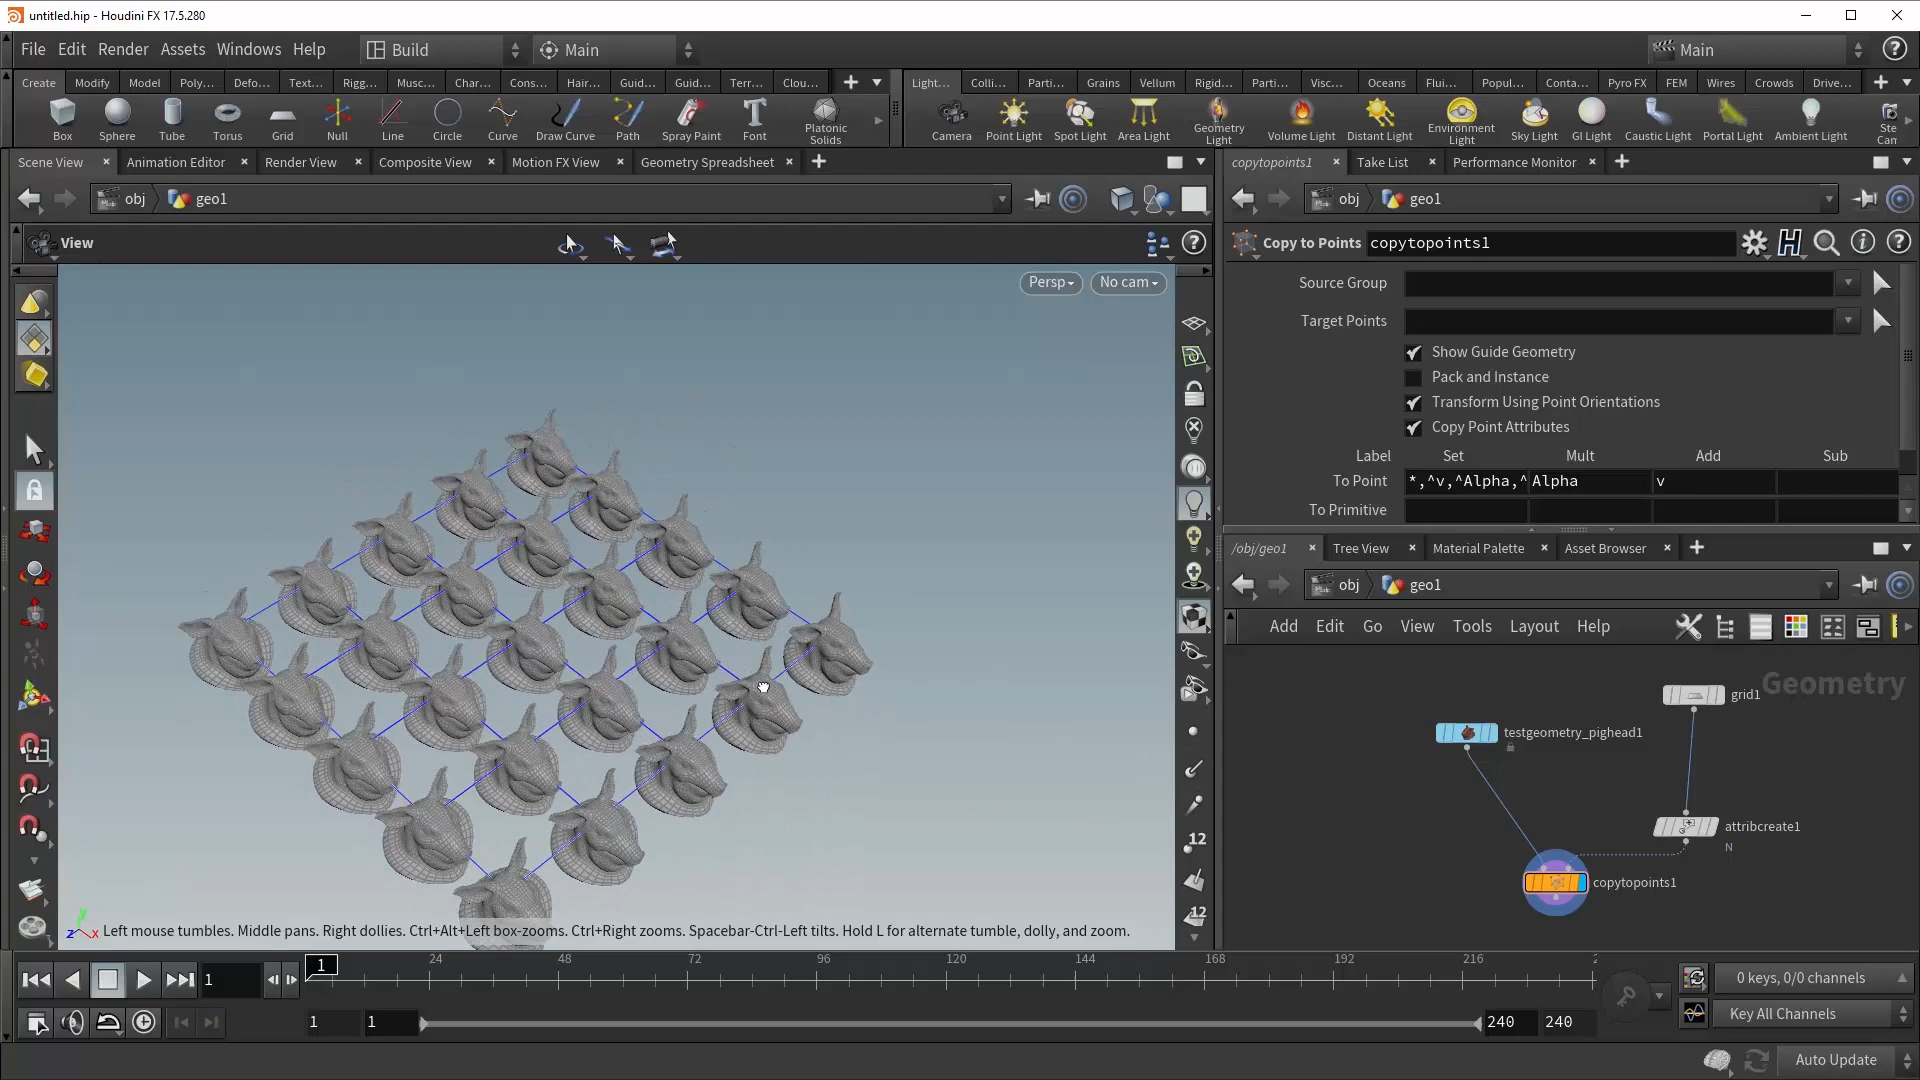 untitled.hip - Houdini FX 17.5.280
File Edit Render Assets Windows Help Build Main Main
Create Modify Model Poly... Defo... Text... Rigg... Musc... Char... Cons... Hair... Guid... Guid... Terr... Clou...
Light... Colli... Parti... Grains Vellum Rigid... Parti... Visc... Oceans Flui... Popul... Conta... Pyro FX FEM Wires Crowds Drive...
Box Sphere Tube Torus Grid Null Line Circle Curve Draw Curve Path Spray Paint Font Platonic Solids
Camera Point Light Spot Light Area Light Geometry Light Volume Light Distant Light Environment Light Sky Light GI Light Caustic Light Portal Light Ambient Light Ste Cam
Scene View Animation Editor Render View Composite View Motion FX View Geometry Spreadsheet
copytopoints1 Take List Performance Monitor
obj geo1
obj geo1
View
Copy to Points copytopoints1
Persp No cam
Source Group
Target Points
Show Guide Geometry
Pack and Instance
Transform Using Point Orientations
Copy Point Attributes
Label Set Mult Add Sub
To Point *,^v,^Alpha,^ Alpha v
To Primitive
/obj/geo1 Tree View Material Palette Asset Browser
obj geo1
Add Edit Go View Tools Layout Help
Geometry
grid1
testgeometry_pighead1
attribcreate1
N
copytopoints1
12
12
y
z x
Left mouse tumbles. Middle pans. Right dollies. Ctrl+Alt+Left box-zooms. Ctrl+Right zooms. Spacebar-Ctrl-Left tilts. Hold L for alternate tumble, dolly, and zoom.
1 1 24 48 72 96 120 144 168 192 216 2
0 keys, 0/0 channels
1 1 240 240
Key All Channels
Auto Update